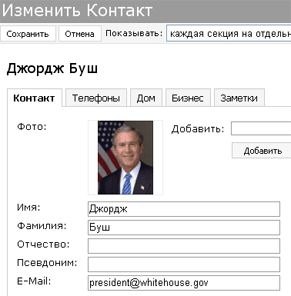 Изменить Контакт
Сохранить Отмена Показывать: каждая секция на отдельн
Джордж Буш
Контакт Телефоны Дом Бизнес Заметки
Фото: Добавить:
Добавить
Имя: Джордж
Фамилия: Буш
Отчество:
Псевдоним:
E-Mail: president@whitehouse.gov